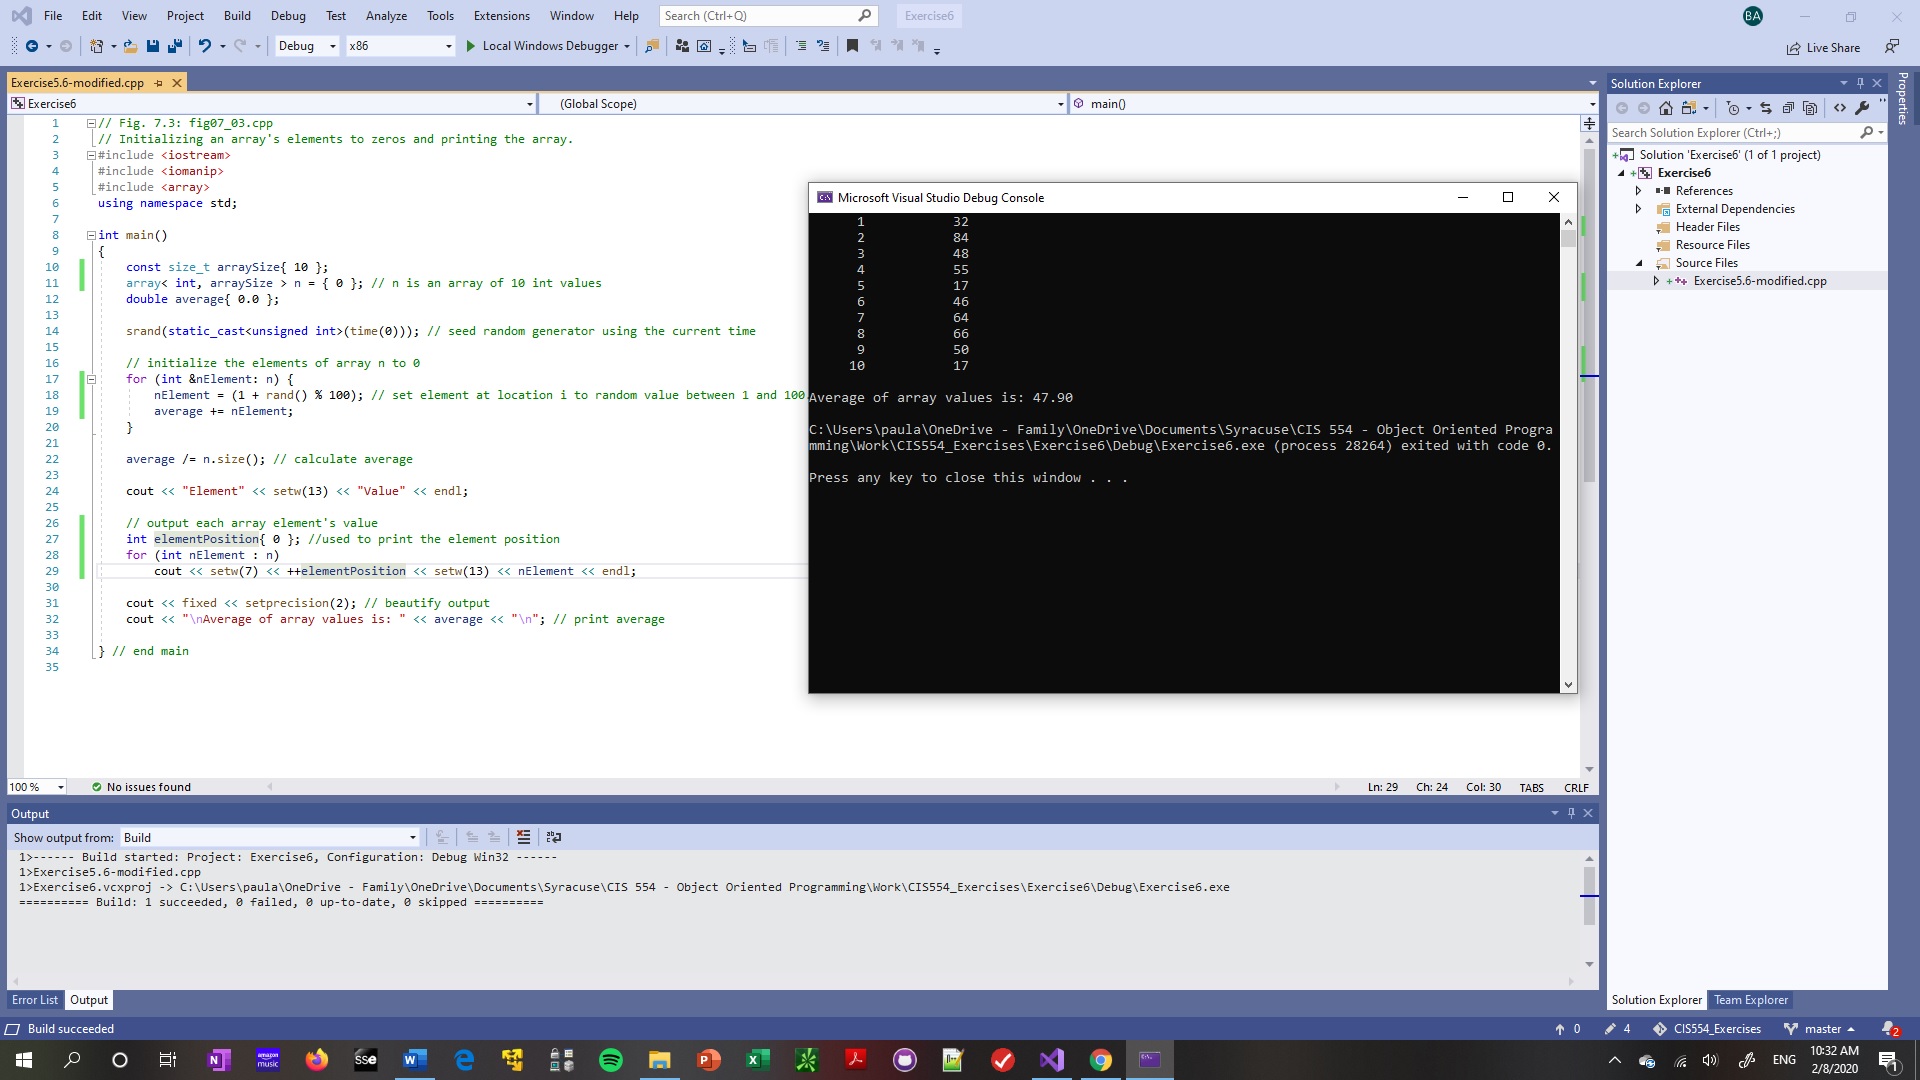 File Edit View Project Build Debug Test Analyze Tools Extensions Window Help Search (Ctrl+Q) Exercise6 BA
Debug x86 Local Windows Debugger Live Share
Exercise5.6-modified.cpp
Exercise6 (Global Scope) main()
1 // Fig. 7.3: fig07_03.cpp
2 // Initializing an array's elements to zeros and printing the array.
3 #include <iostream>
4 #include <iomanip>
5 #include <array>
6 using namespace std;
7
8 int main()
9 {
10 const size_t arraySize{ 10 };
11 array< int, arraySize > n = { 0 }; // n is an array of 10 int values
12 double average{ 0.0 };
13
14 srand(static_cast<unsigned int>(time(0))); // seed random generator using the current time
15
16 // initialize the elements of array n to 0
17 for (int &nElement: n) {
18 nElement = (1 + rand() % 100); // set element at location i to random value between 1 and 100
19 average += nElement;
20 }
21
22 average /= n.size(); // calculate average
23
24 cout << "Element" << setw(13) << "Value" << endl;
25
26 // output each array element's value
27 int elementPosition{ 0 }; //used to print the element position
28 for (int nElement : n)
29 cout << setw(7) << ++elementPosition << setw(13) << nElement << endl;
30
31 cout << fixed << setprecision(2); // beautify output
32 cout << "\nAverage of array values is: " << average << "\n"; // print average
33
34 } // end main
35
Microsoft Visual Studio Debug Console
1 32
2 84
3 48
4 55
5 17
6 46
7 64
8 66
9 50
10 17
Average of array values is: 47.90
C:\Users\paula\OneDrive - Family\OneDrive\Documents\Syracuse\CIS 554 - Object Oriented Progra
mming\Work\CIS554_Exercises\Exercise6\Debug\Exercise6.exe (process 28264) exited with code 0.
Press any key to close this window . . .
Solution Explorer
Search Solution Explorer (Ctrl+;)
Solution 'Exercise6' (1 of 1 project)
Exercise6
References
External Dependencies
Header Files
Resource Files
Source Files
Exercise5.6-modified.cpp
Properties
100 % No issues found Ln: 29 Ch: 24 Col: 30 TABS CRLF
Output
Show output from: Build
1>------ Build started: Project: Exercise6, Configuration: Debug Win32 ------
1>Exercise5.6-modified.cpp
1>Exercise6.vcxproj -> C:\Users\paula\OneDrive - Family\OneDrive\Documents\Syracuse\CIS 554 - Object Oriented Programming\Work\CIS554_Exercises\Exercise6\Debug\Exercise6.exe
========== Build: 1 succeeded, 0 failed, 0 up-to-date, 0 skipped ==========
Error List Output
Solution Explorer Team Explorer
Build succeeded 0 4 CIS554_Exercises master 2
amazon music SSe ENG 10:32 AM
2/8/2020 1